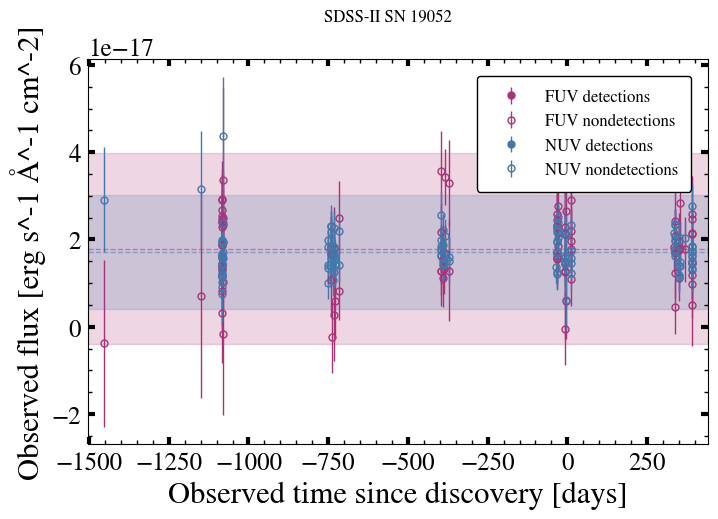 SDSS-II SN 19052
1e−17
6
4
2
0
−2
Observed flux [erg s^-1 Å^-1 cm^-2]
FUV detections
FUV nondetections
NUV detections
NUV nondetections
−1500 −1250 −1000 −750 −500 −250 0 250
Observed time since discovery [days]